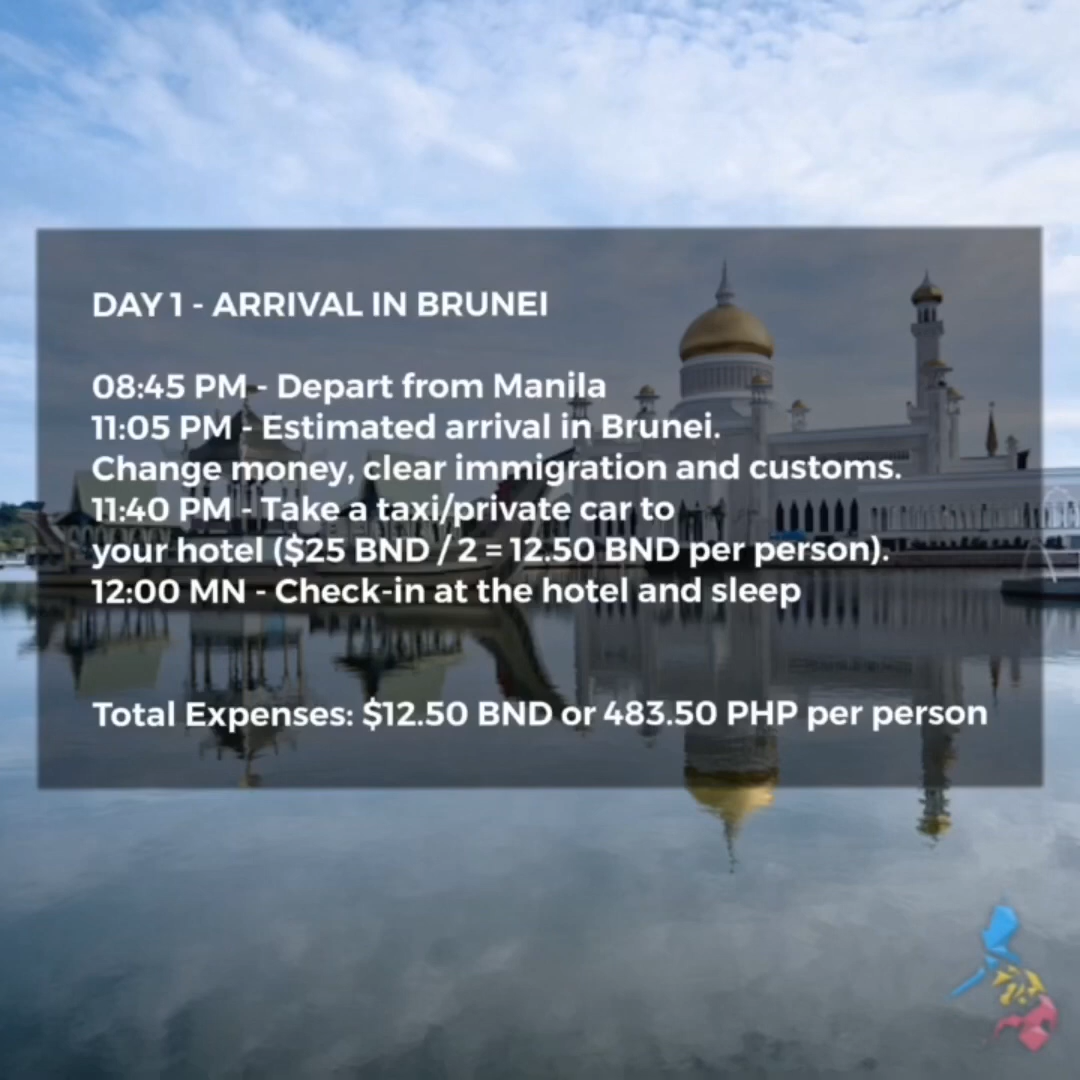 DAY 1 - ARRIVAL IN BRUNEI
08:45 PM - Depart from Manila
11:05 PM - Estimated arrival in Brunei.
Change money, clear immigration and customs.
11:40 PM - Take a taxi/private car to
your hotel ($25 BND / 2 = 12.50 BND per person).
12:00 MN - Check-in at the hotel and sleep
Total Expenses: $12.50 BND or 483.50 PHP per person